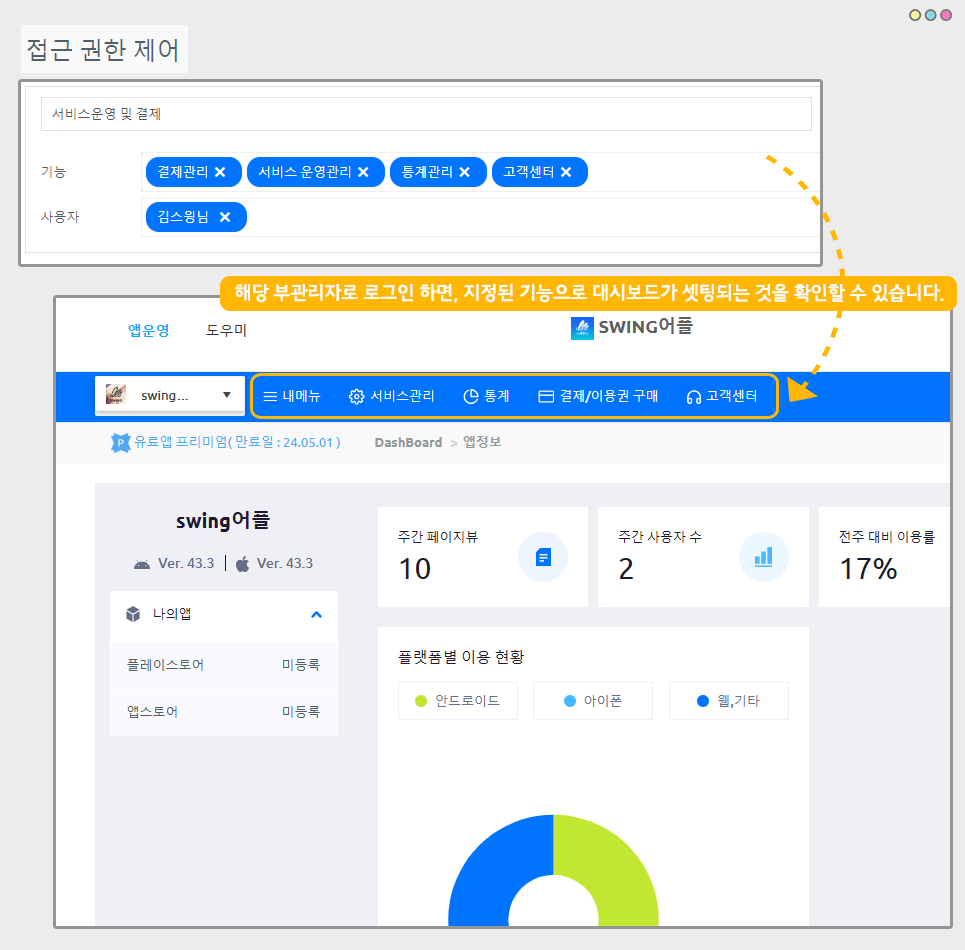 접근 권한 제어
서비스운영 및 결제
기능 결제관리 ✕ 서비스 운영관리 ✕ 통계관리 ✕ 고객센터 ✕
사용자 김스윙님 ✕
해당 부관리자로 로그인 하면, 지정된 기능으로 대시보드가 셋팅되는 것을 확인할 수 있습니다.
앱운영 도우미 SWING어플
swing... 내메뉴 서비스관리 통계 결제/이용권 구매 고객센터
P 유료앱 프리미엄( 만료일 : 24.05.01 ) DashBoard > 앱정보
swing어플
Ver. 43.3 | Ver. 43.3
나의앱
플레이스토어 미등록
앱스토어 미등록
주간 페이지뷰
10
주간 사용자 수
2
전주 대비 이용률
17%
플랫폼별 이용 현황
안드로이드 아이폰 웹,기타